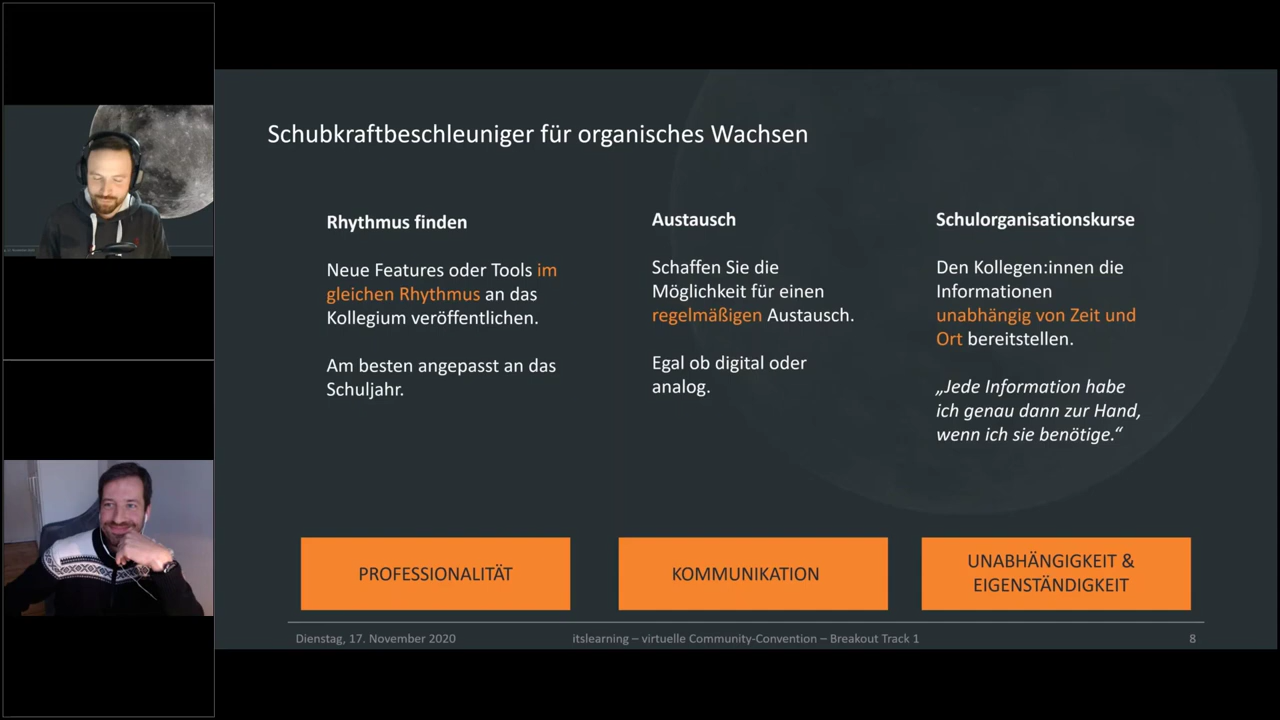 Schubkraftbeschleuniger für organisches Wachsen
Rhythmus finden
Neue Features oder Tools im
gleichen Rhythmus an das
Kollegium veröffentlichen.
Am besten angepasst an das
Schuljahr.
Austausch
Schaffen Sie die
Möglichkeit für einen
regelmäßigen Austausch.
Egal ob digital oder
analog.
Schulorganisationskurse
Den Kollegen:innen die
Informationen
unabhängig von Zeit und
Ort bereitstellen.
„Jede Information habe
ich genau dann zur Hand,
wenn ich sie benötige.“
PROFESSIONALITÄT
KOMMUNIKATION
UNABHÄNGIGKEIT &
EIGENSTÄNDIGKEIT
Dienstag, 17. November 2020
itslearning – virtuelle Community-Convention – Breakout Track 1
8